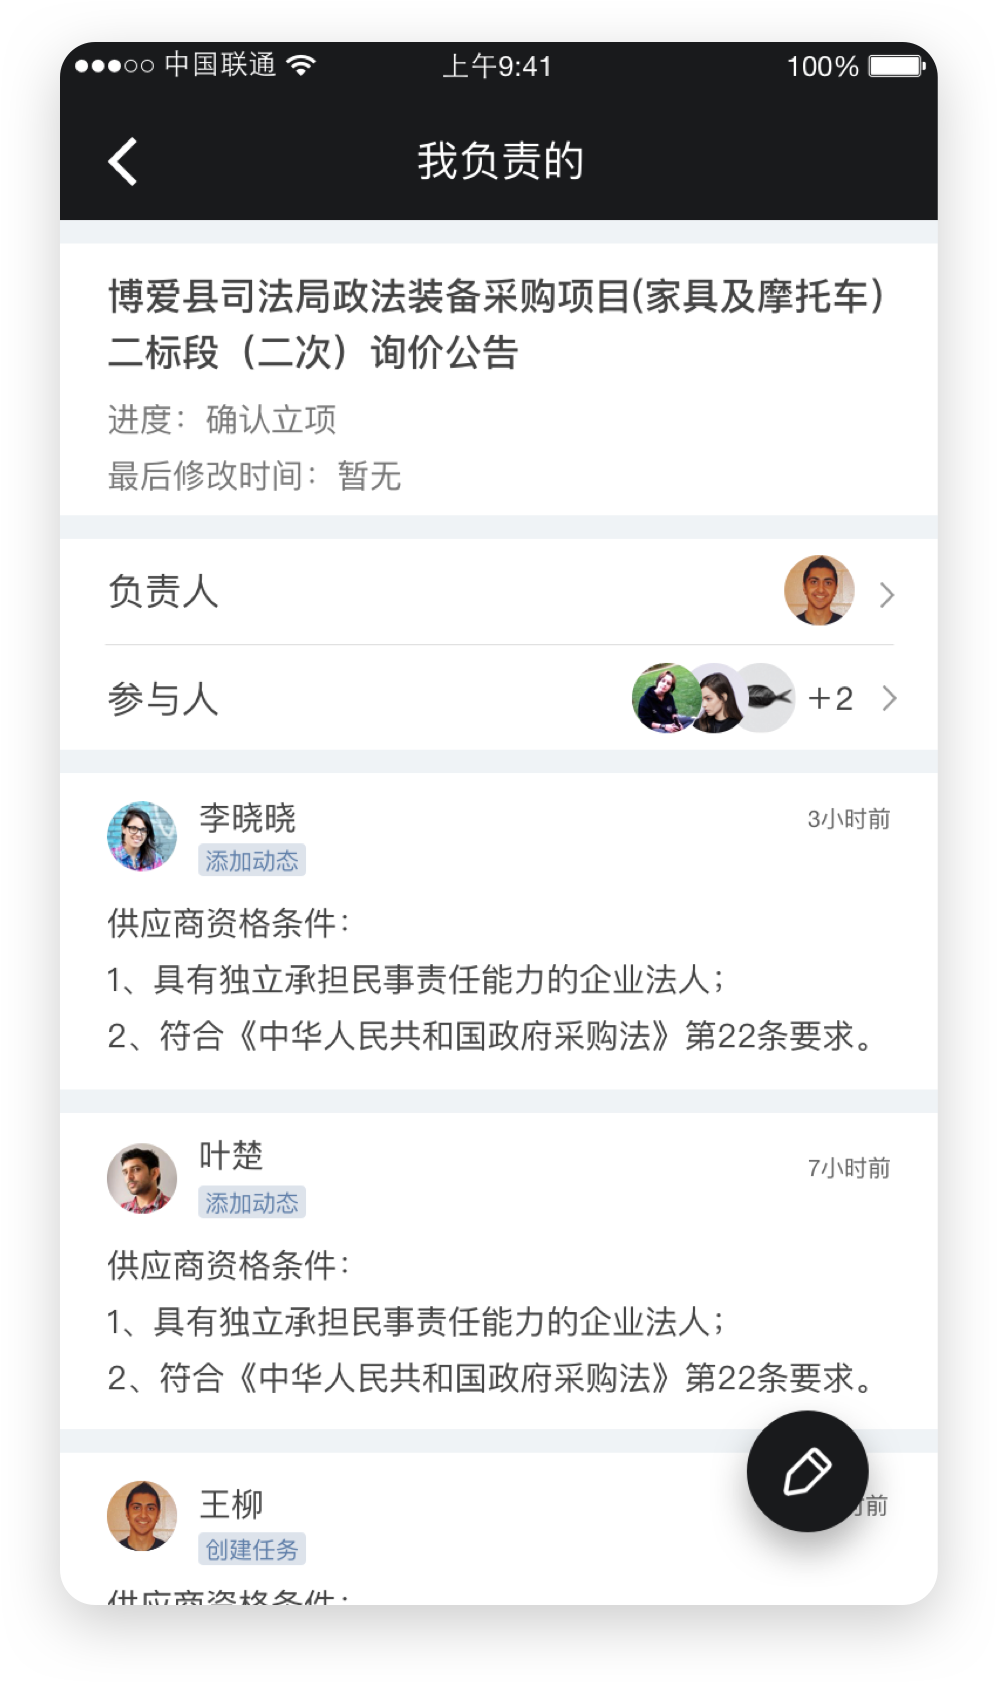 中国联通
上午9:41
100%
我负责的
博爱县司法局政法装备采购项目(家具及摩托车)
二标段（二次）询价公告
进度：确认立项
最后修改时间：暂无
负责人
参与人
+2
李晓晓
3小时前
添加动态
供应商资格条件：
1、具有独立承担民事责任能力的企业法人；
2、符合《中华人民共和国政府采购法》第22条要求。
叶楚
7小时前
添加动态
供应商资格条件：
1、具有独立承担民事责任能力的企业法人；
2、符合《中华人民共和国政府采购法》第22条要求。
王柳
时前
创建任务
供应商资格条件：